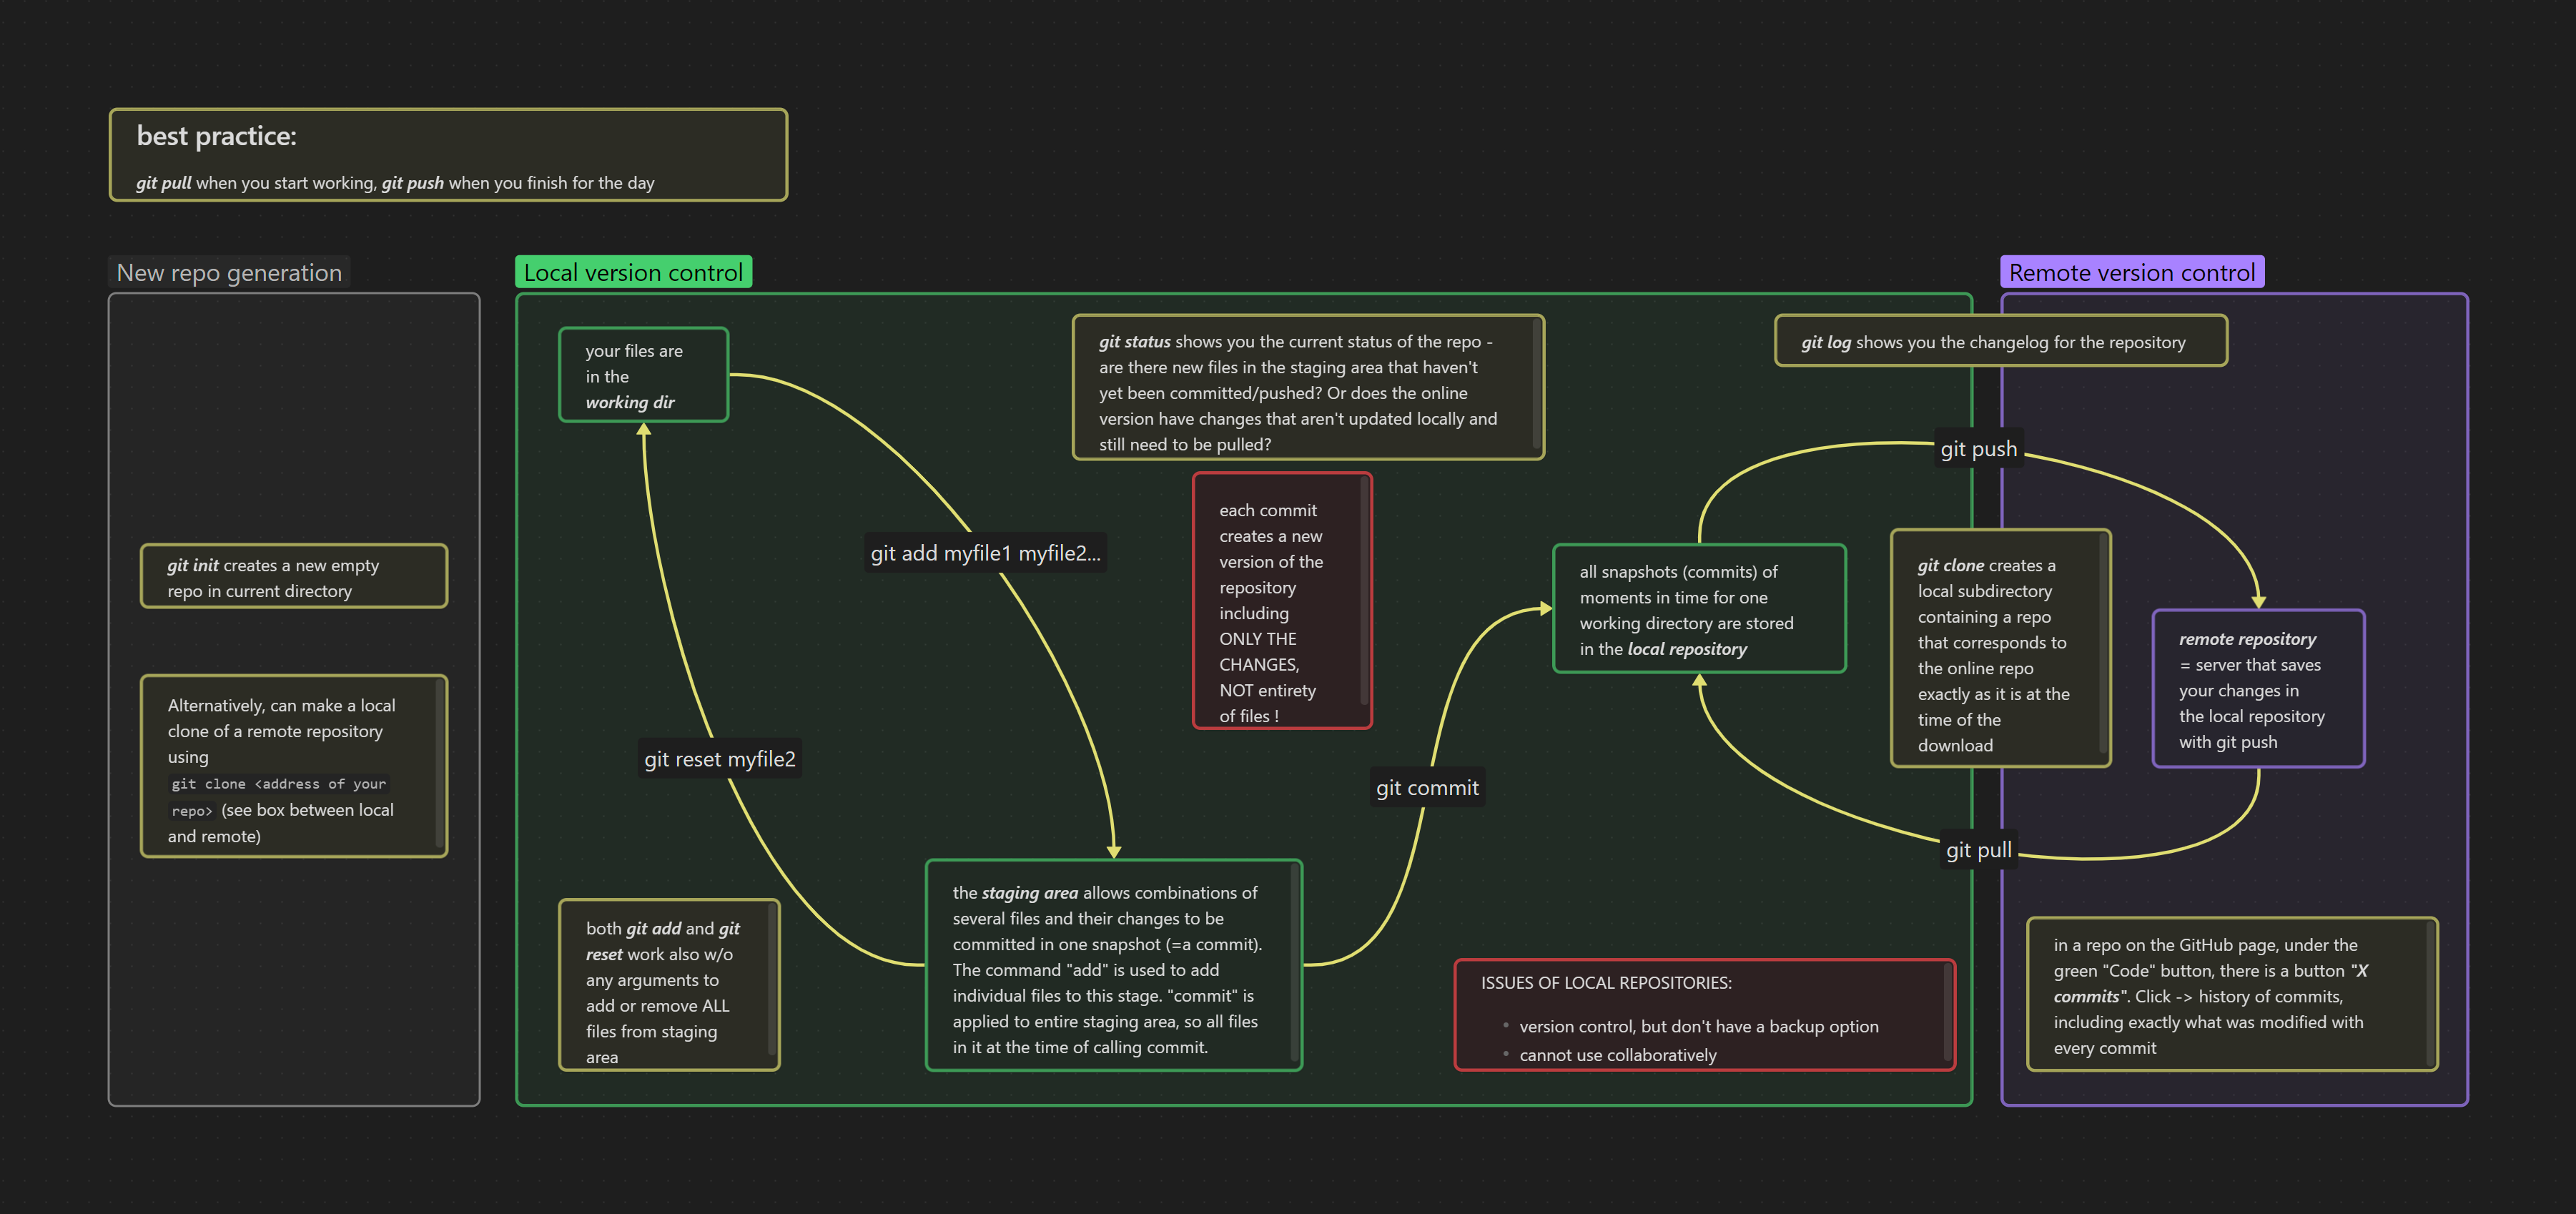 best practice:
git pull when you start working, git push when you finish for the day
New repo generation
git init creates a new empty
repo in current directory
Alternatively, can make a local
clone of a remote repository
using
git clone <address of your
repo> (see box between local
and remote)
Local version control
your files are
in the
working dir
git status shows you the current status of the repo -
are there new files in the staging area that haven't
yet been committed/pushed? Or does the online
version have changes that aren't updated locally and
still need to be pulled?
git add myfile1 myfile2...
each commit
creates a new
version of the
repository
including
ONLY THE
CHANGES,
NOT entirety
of files !
git reset myfile2
both git add and git
reset work also w/o
any arguments to
add or remove ALL
files from staging
area
the staging area allows combinations of
several files and their changes to be
committed in one snapshot (=a commit).
The command "add" is used to add
individual files to this stage. "commit" is
applied to entire staging area, so all files
in it at the time of calling commit.
git commit
all snapshots (commits) of
moments in time for one
working directory are stored
in the local repository
ISSUES OF LOCAL REPOSITORIES:
• version control, but don't have a backup option
• cannot use collaboratively
Remote version control
git log shows you the changelog for the repository
git push
git clone creates a
local subdirectory
containing a repo
that corresponds to
the online repo
exactly as it is at the
time of the
download
remote repository
= server that saves
your changes in
the local repository
with git push
git pull
in a repo on the GitHub page, under the
green "Code" button, there is a button "X
commits". Click -> history of commits,
including exactly what was modified with
every commit